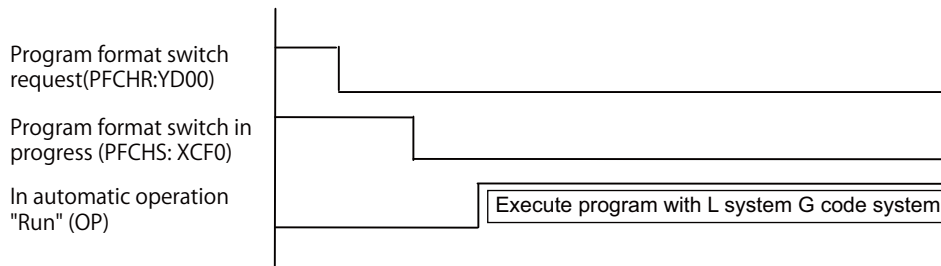 Program format switch
request(PFCHR:YD00)
Program format switch in
progress (PFCHS: XCF0)
In automatic operation
"Run" (OP)
Execute program with L system G code system